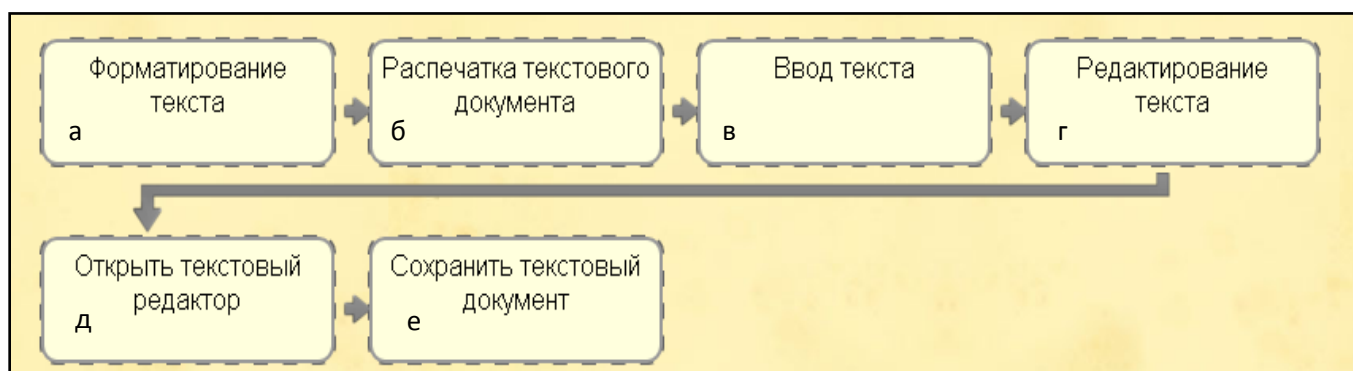 Форматирование
текста
а
Распечатка текстового
документа
б
Ввод текста
в
Редактирование
текста
г
Открыть текстовый
редактор
д
Сохранить текстовый
документ
е